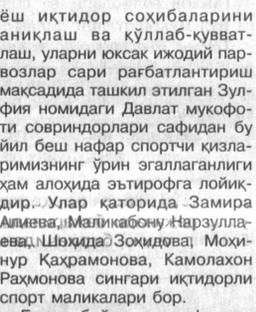 ёш иқтидор соҳибаларини
аниқлаш ва қўллаб-қувват-
лаш, уларни юксак ижодий пар-
возлар сари рағбатлантириш
мақсадида ташкил этилган Зул-
фия номидаги Давлат мукофо-
ти совриндорлари сафидан бу
йил беш нафар спортчи қизла-
римизнинг ўрин эгаллаганлиги
ҳам алоҳида эътирофга лойиқ-
дир. Улар қаторида Замира
Алиева, Маликабону Нарзулла-
ева, Шоҳида Зоҳидова, Моҳи-
нур Қаҳрамонова, Камолахон
Раҳмонова сингари иқтидорли
спорт маликалари бор.